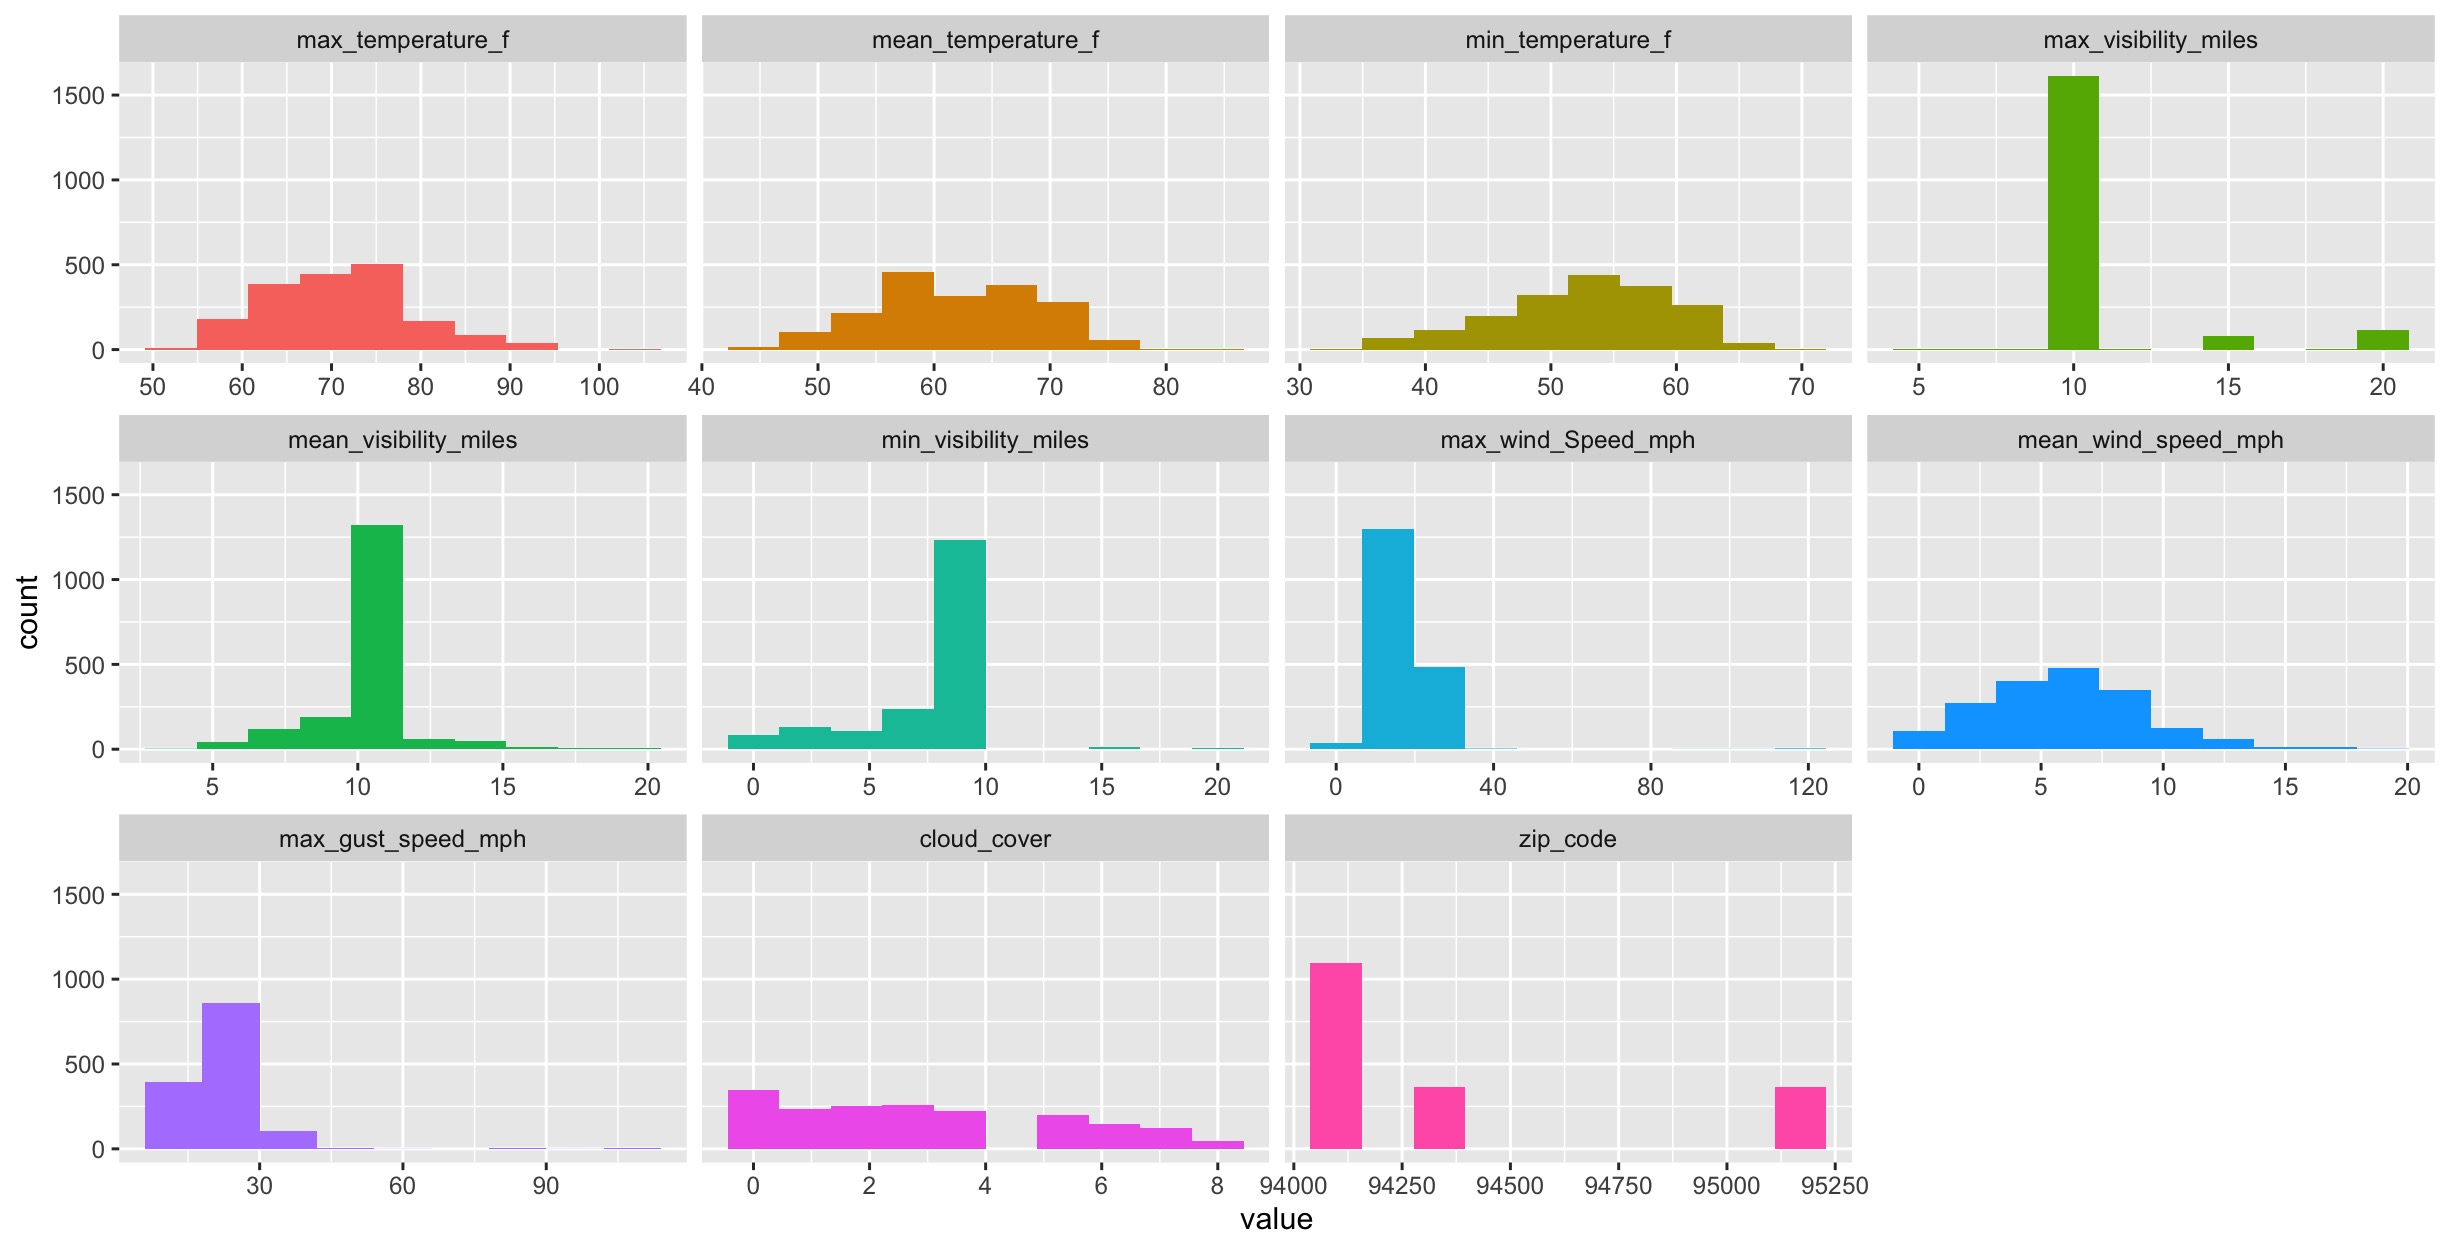 max_temperature_f mean_temperature_f min_temperature_f max_visibility_miles
1500
1000
500
0
50 60 70 80 90 100 40 50 60 70 80 30 40 50 60 70 5 10 15 20
mean_visibility_miles min_visibility_miles max_wind_Speed_mph mean_wind_speed_mph
1500
1000
500
0
5 10 15 20 0 5 10 15 20 0 40 80 120 0 5 10 15 20
max_gust_speed_mph cloud_cover zip_code
1500
1000
500
0
30 60 90 0 2 4 6 8 94000 94250 94500 94750 95000 95250
count
value